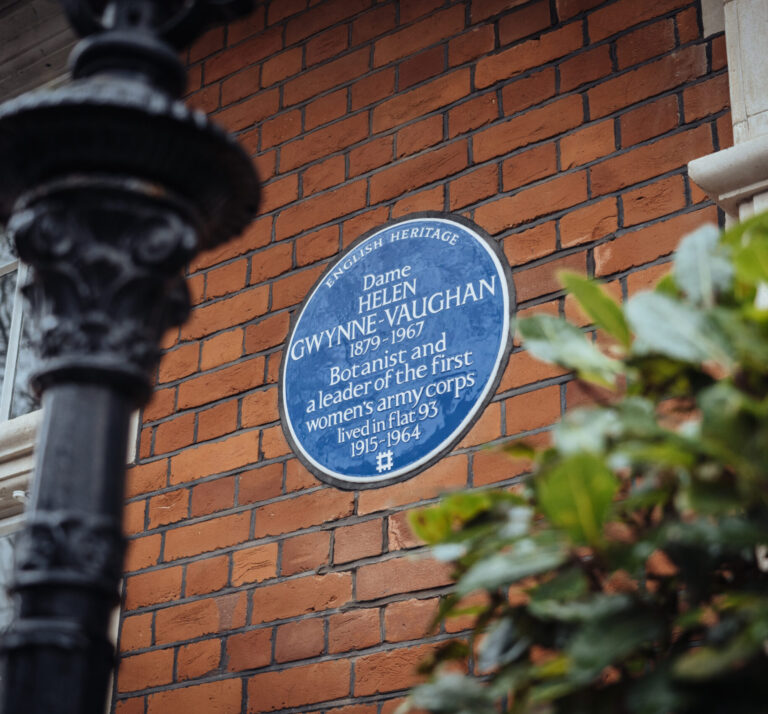 ENGLISH HERITAGE
Dame
HELEN
GWYNNE-VAUGHAN
1879-1967
Botanist and
a leader of the first
women's army corps
lived in flat 93
1915-1964